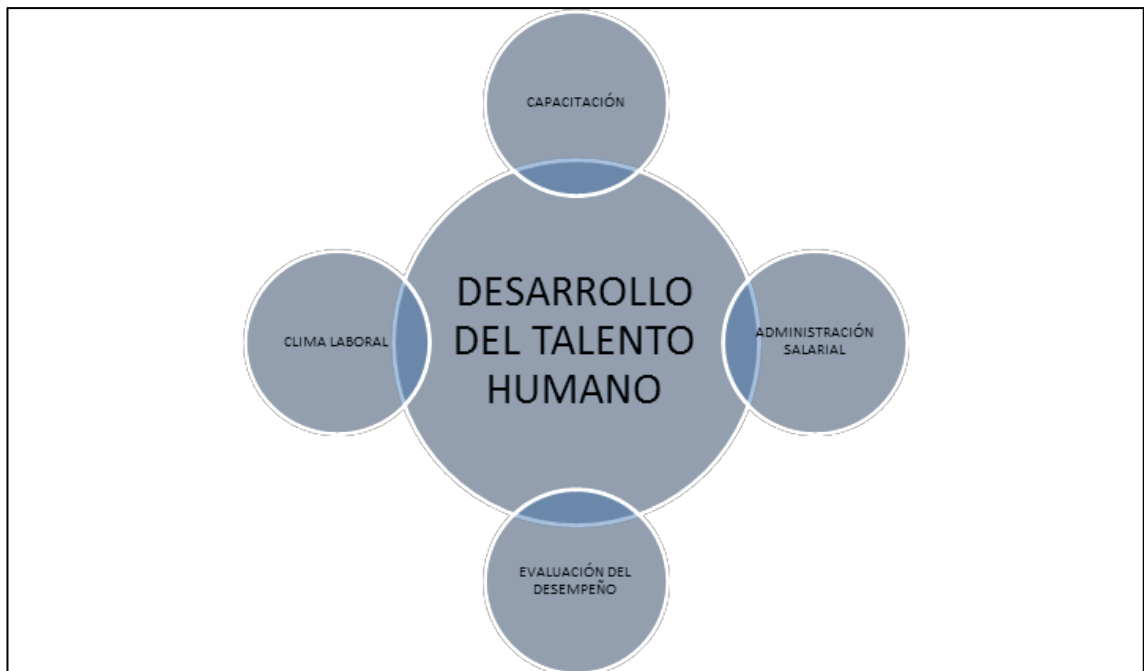 CAPACITACIÓN
DESARROLLO
DEL TALENTO
HUMANO
CLIMA LABORAL
ADMINISTRACIÓN
SALARIAL
EVALUACIÓN DEL
DESEMPEÑO